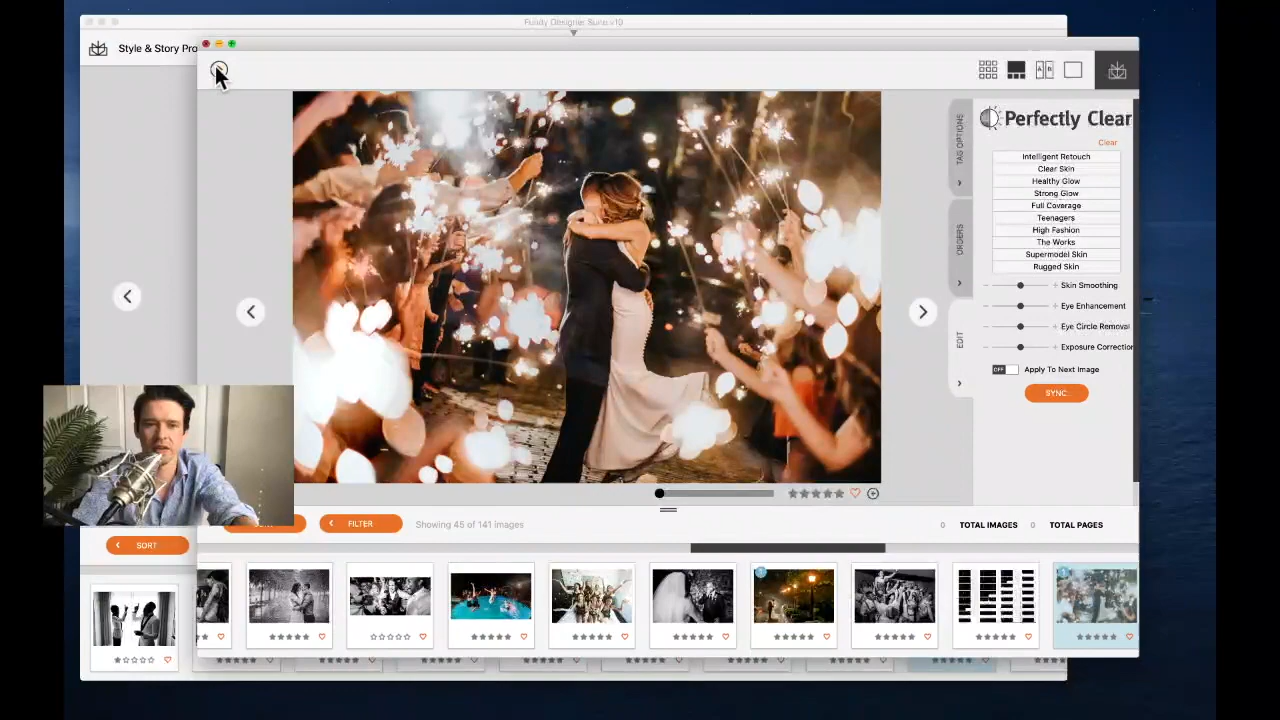 Fundy Designer Suite v10
Style & Story Pro
Perfectly Clear
Clear
Intelligent Retouch
Clear Skin
Healthy Glow
Strong Glow
Full Coverage
Teenagers
High Fashion
The Works
Supermodel Skin
Rugged Skin
Skin Smoothing
Eye Enhancement
Eye Circle Removal
Exposure Correction
OFF
Apply To Next Image
SYNC
TAG OPTIONS
ORDERS
EDIT
A B
FILTER
Showing 45 of 141 images
0 TOTAL IMAGES
0 TOTAL PAGES
SORT